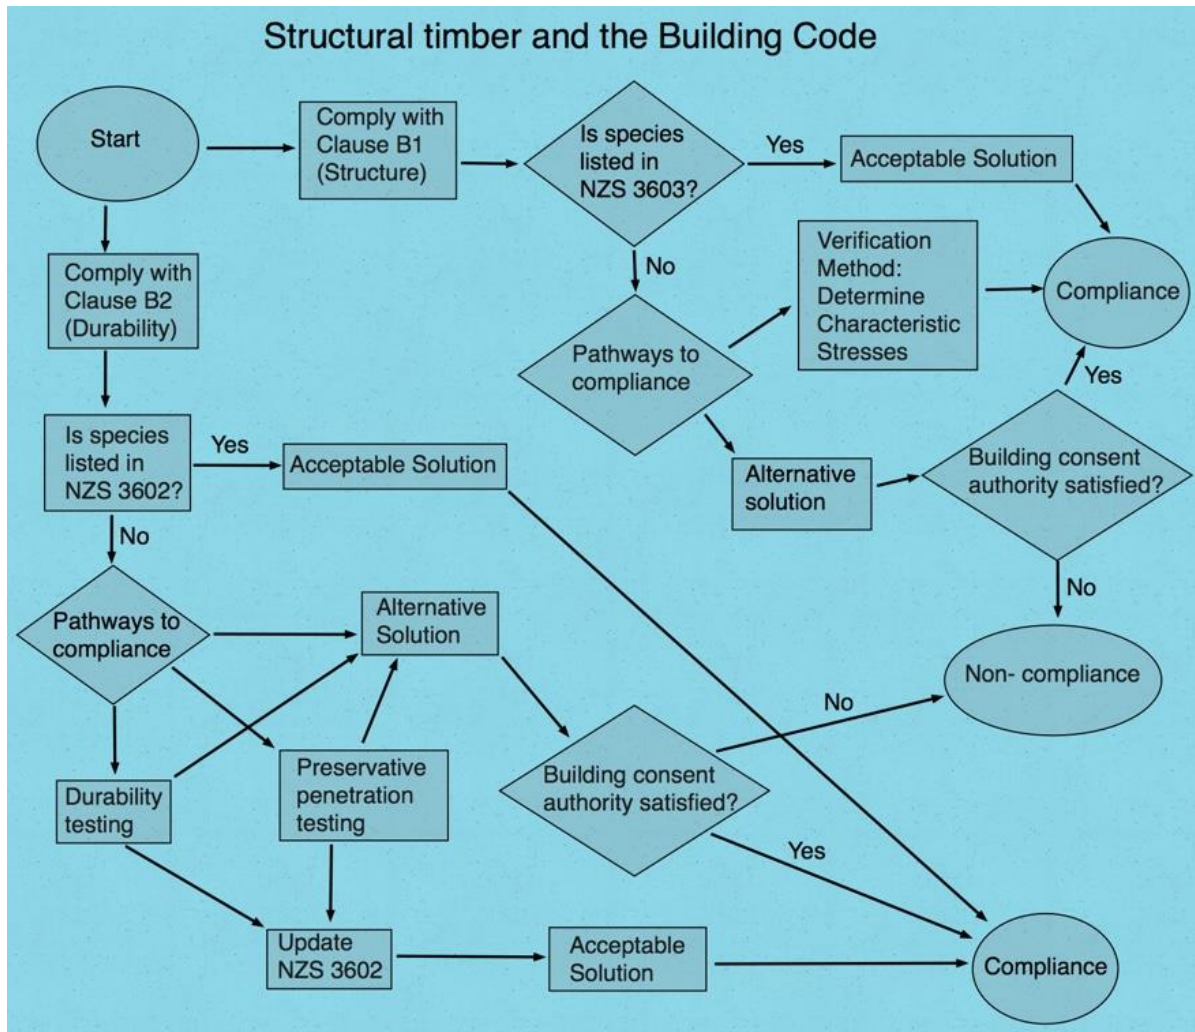 Structural timber and the Building Code
Start
Comply with
Clause B1
(Structure)
Is species
listed in
NZS 3603?
Yes
Acceptable Solution
No
Verification
Method:
Determine
Characteristic
Stresses
Compliance
Comply with
Clause B2
(Durability)
Pathways to
compliance
Yes
Is species
listed in
NZS 3602?
Yes
Acceptable Solution
Alternative
solution
Building consent
authority satisfied?
No
No
Pathways to
compliance
Alternative
Solution
Non- compliance
No
Durability
testing
Preservative
penetration
testing
Building consent
authority satisfied?
Yes
Update
NZS 3602
Acceptable
Solution
Compliance